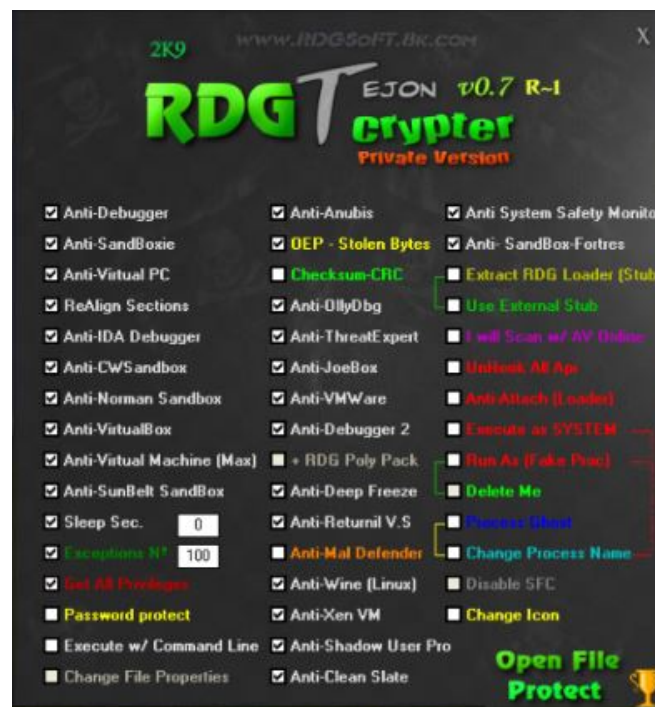 www.RDGSoFT.8K.com
X
2K9
RDG TEJON v0.7 R~1
Crypter
Private Version
Anti-Debugger
Anti-SandBoxie
Anti-Virtual PC
ReAlign Sections
Anti-IDA Debugger
Anti-CWSandbox
Anti-Norman Sandbox
Anti-VirtualBox
Anti-Virtual Machine (Max)
Anti-SunBelt SandBox
Sleep Sec. 0
Exceptions Nº 100
Get All Privileges
Password protect
Execute w/ Command Line
Change File Properties
Anti-Anubis
OEP - Stolen Bytes
Checksum-CRC
Anti-OllyDbg
Anti-ThreatExpert
Anti-JoeBox
Anti-VMWare
Anti-Debugger 2
+ RDG Poly Pack
Anti-Deep Freeze
Anti-Returnil V.S
Anti-Mal Defender
Anti-Wine (Linux)
Anti-Xen VM
Anti-Shadow User Pro
Anti-Clean Slate
Anti System Safety Monito
Anti- SandBox-Fortres
Extract RDG Loader (Stub
Use External Stub
I will Scan w/ AV Online
UnHook All Api
Anti-Attach (Loader)
Execute as SYSTEM
Run As (Fake Proc)
Delete Me
Process Ghost
Change Process Name
Disable SFC
Change Icon
Open File
Protect